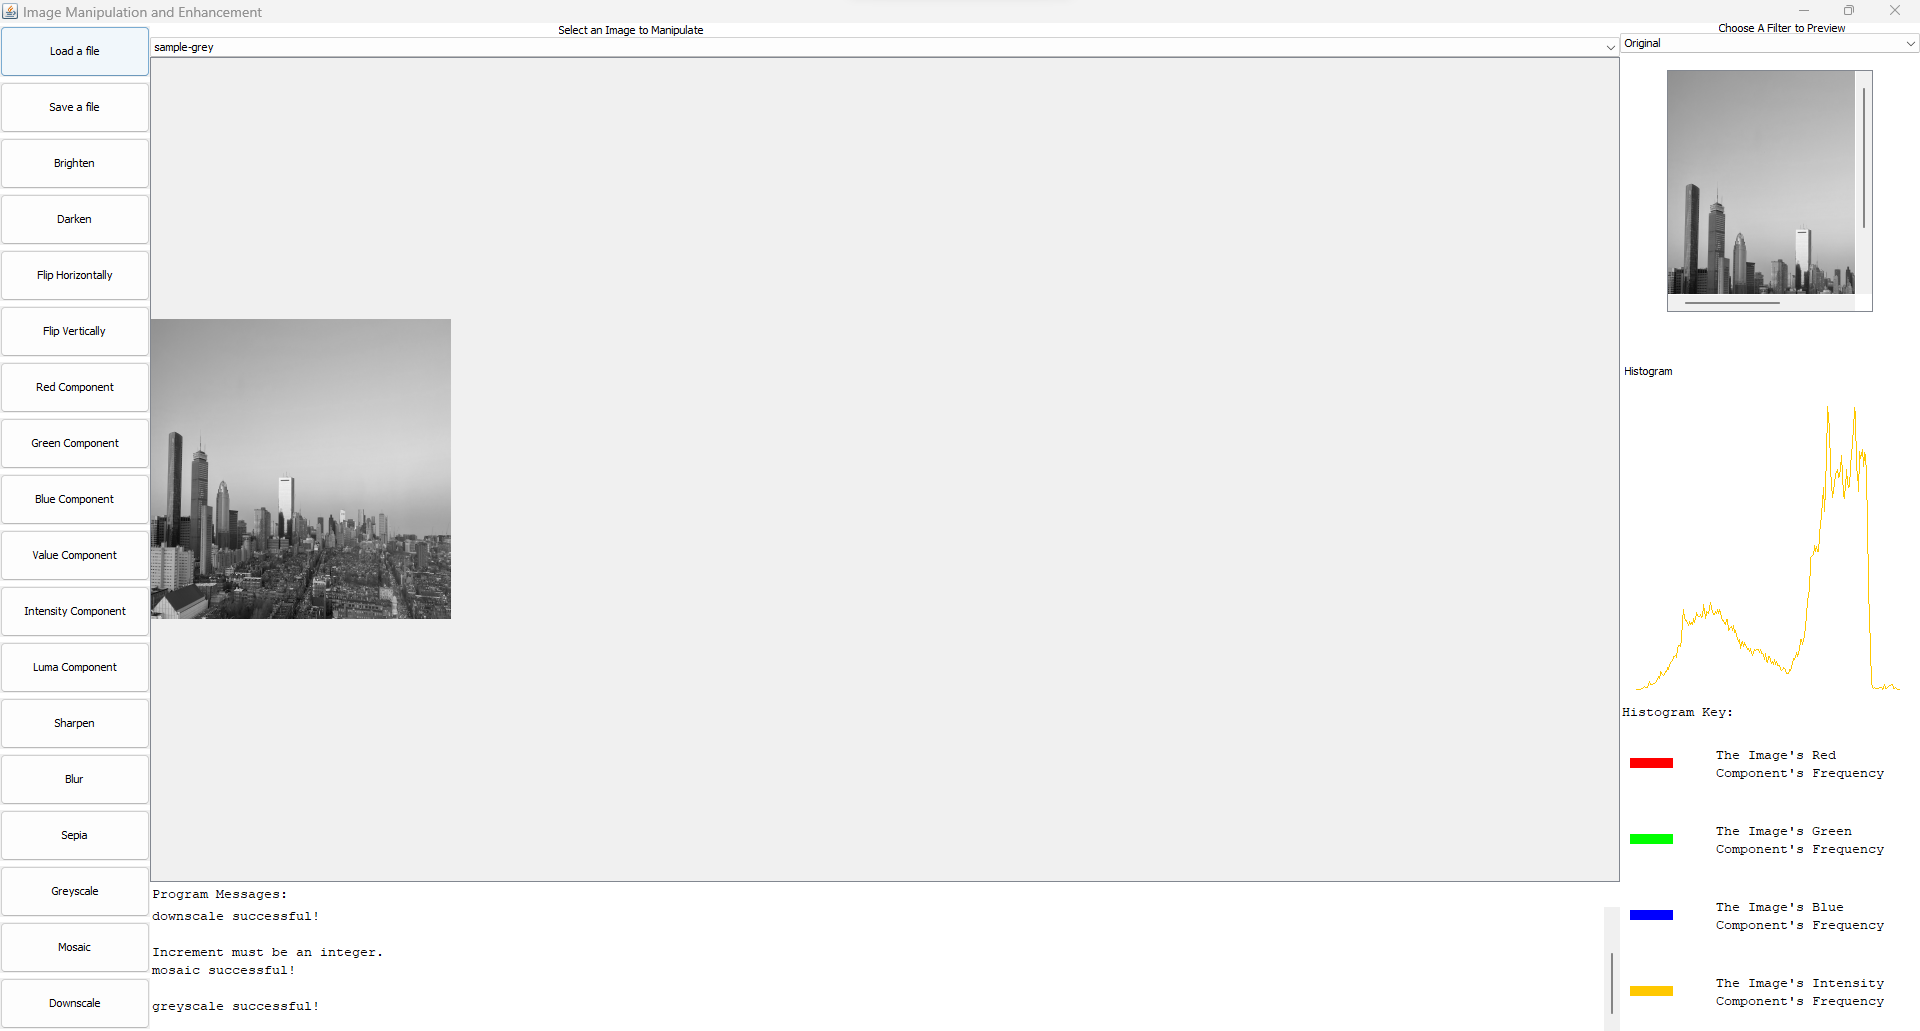 Image Manipulation and Enhancement
Load a file
Save a file
Brighten
Darken
Flip Horizontally
Flip Vertically
Red Component
Green Component
Blue Component
Value Component
Intensity Component
Luma Component
Sharpen
Blur
Sepia
Greyscale
Mosaic
Downscale
Select an Image to Manipulate
sample-grey
Program Messages:
downscale successful!
Increment must be an integer.
mosaic successful!
greyscale successful!
Choose A Filter to Preview
Original
Histogram
Histogram Key:
The Image's Red
Component's Frequency
The Image's Green
Component's Frequency
The Image's Blue
Component's Frequency
The Image's Intensity
Component's Frequency